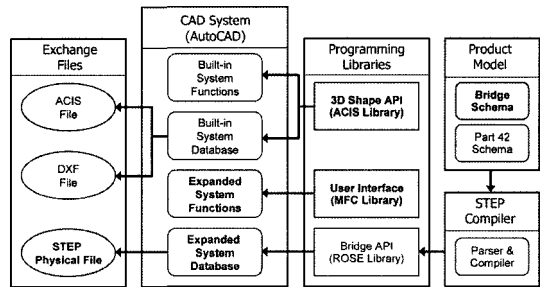 Exchange
Files
ACIS
File
DXF
File
STEP
Physical File
CAD System
(AutoCAD)
Built-in
System
Functions
Built-in
System
Database
Expanded
System
Functions
Expanded
System
Database
Programming
Libraries
3D Shape API
(ACIS Library)
User Interface
(MFC Library)
Bridge API
(ROSE Library)
Product
Model
Bridge
Schema
Part 42
Schema
STEP
Compiler
Parser &
Compiler